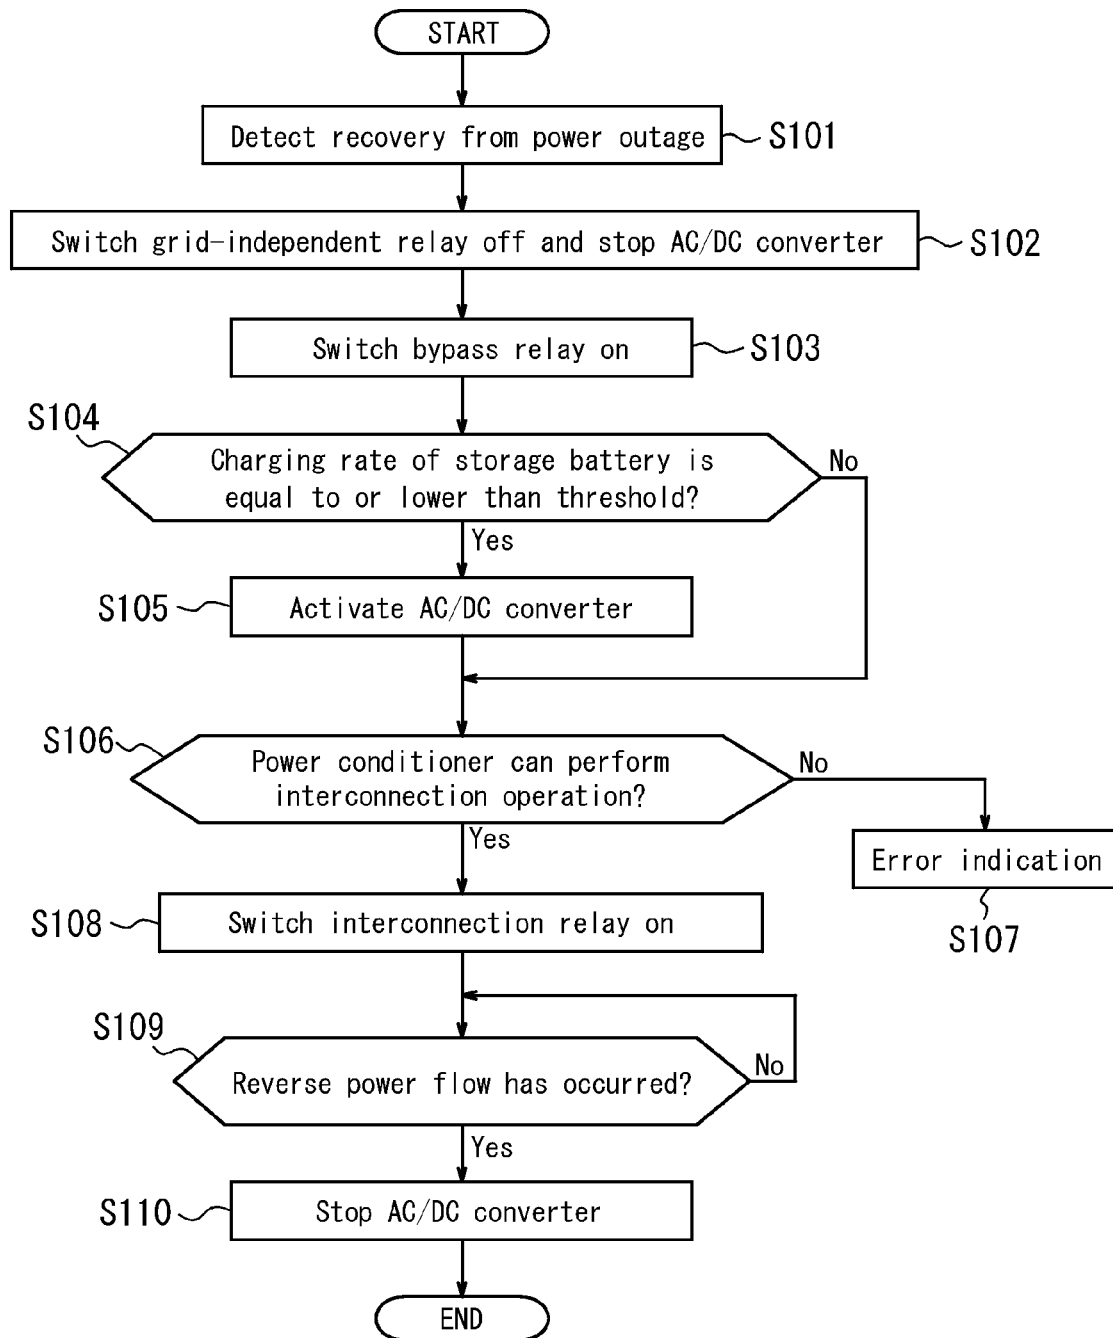 START
Detect recovery from power outage
S101
Switch grid-independent relay off and stop AC/DC converter
S102
Switch bypass relay on
S103
S104
Charging rate of storage battery is
equal to or lower than threshold?
No
Yes
S105
Activate AC/DC converter
S106
Power conditioner can perform
interconnection operation?
No
Yes
Error indication
S107
S108
Switch interconnection relay on
S109
Reverse power flow has occurred?
No
Yes
S110
Stop AC/DC converter
END